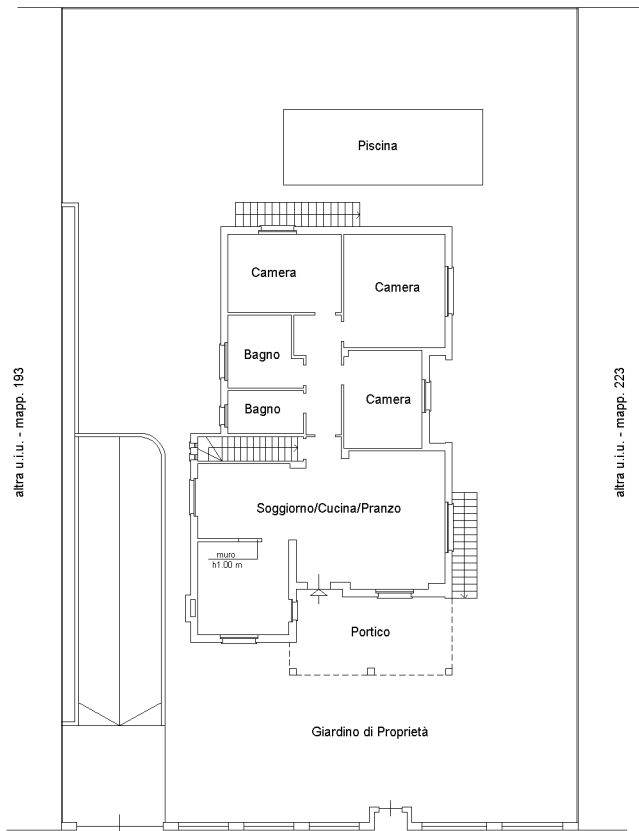 Piscina
Camera
Camera
Bagno
Camera
Bagno
altra u.i.u. - mapp. 193
altra u.i.u. - mapp. 223
Soggiorno/Cucina/Pranzo
muro
h1.00 m
Portico
Giardino di Proprietà